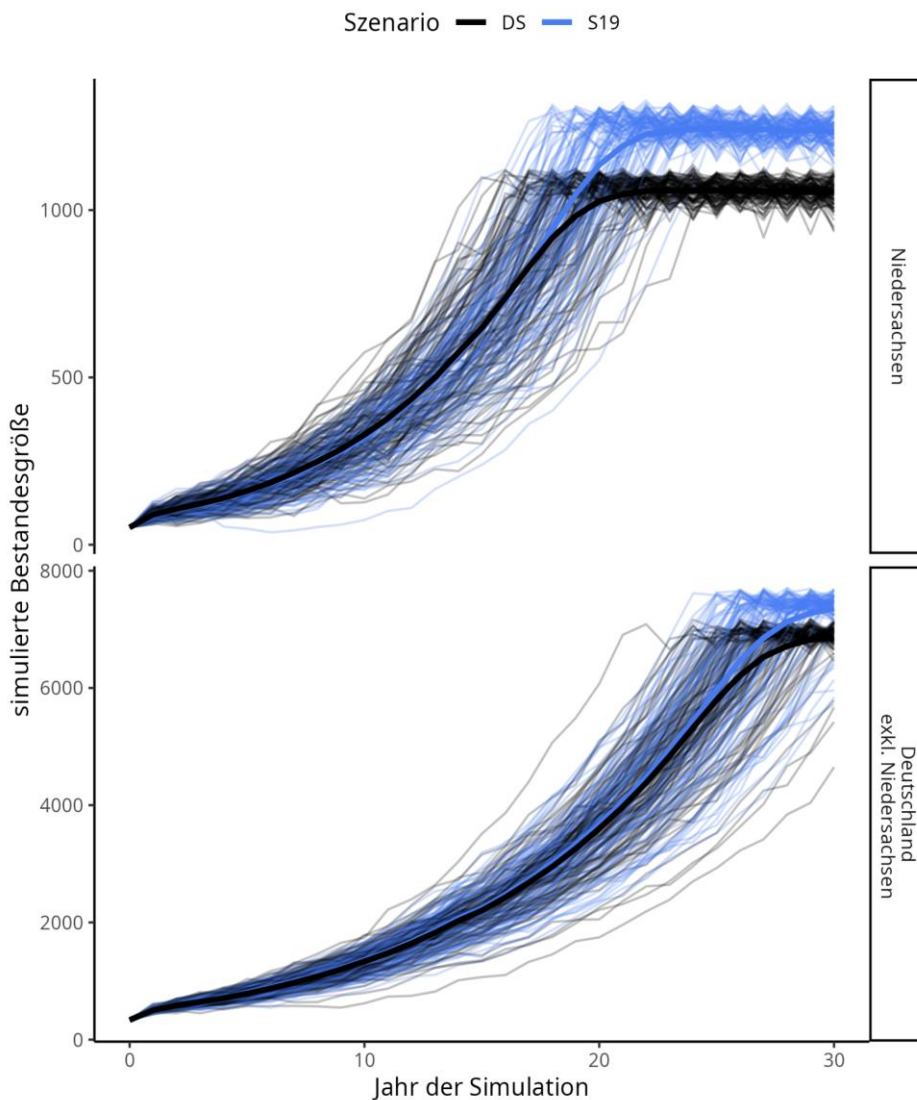 Szenario DS S19
simulierte Bestandesgröße
1000
500
0
Niedersachsen
8000
6000
4000
2000
0
Deutschland
exkl. Niedersachsen
0 10 20 30
Jahr der Simulation